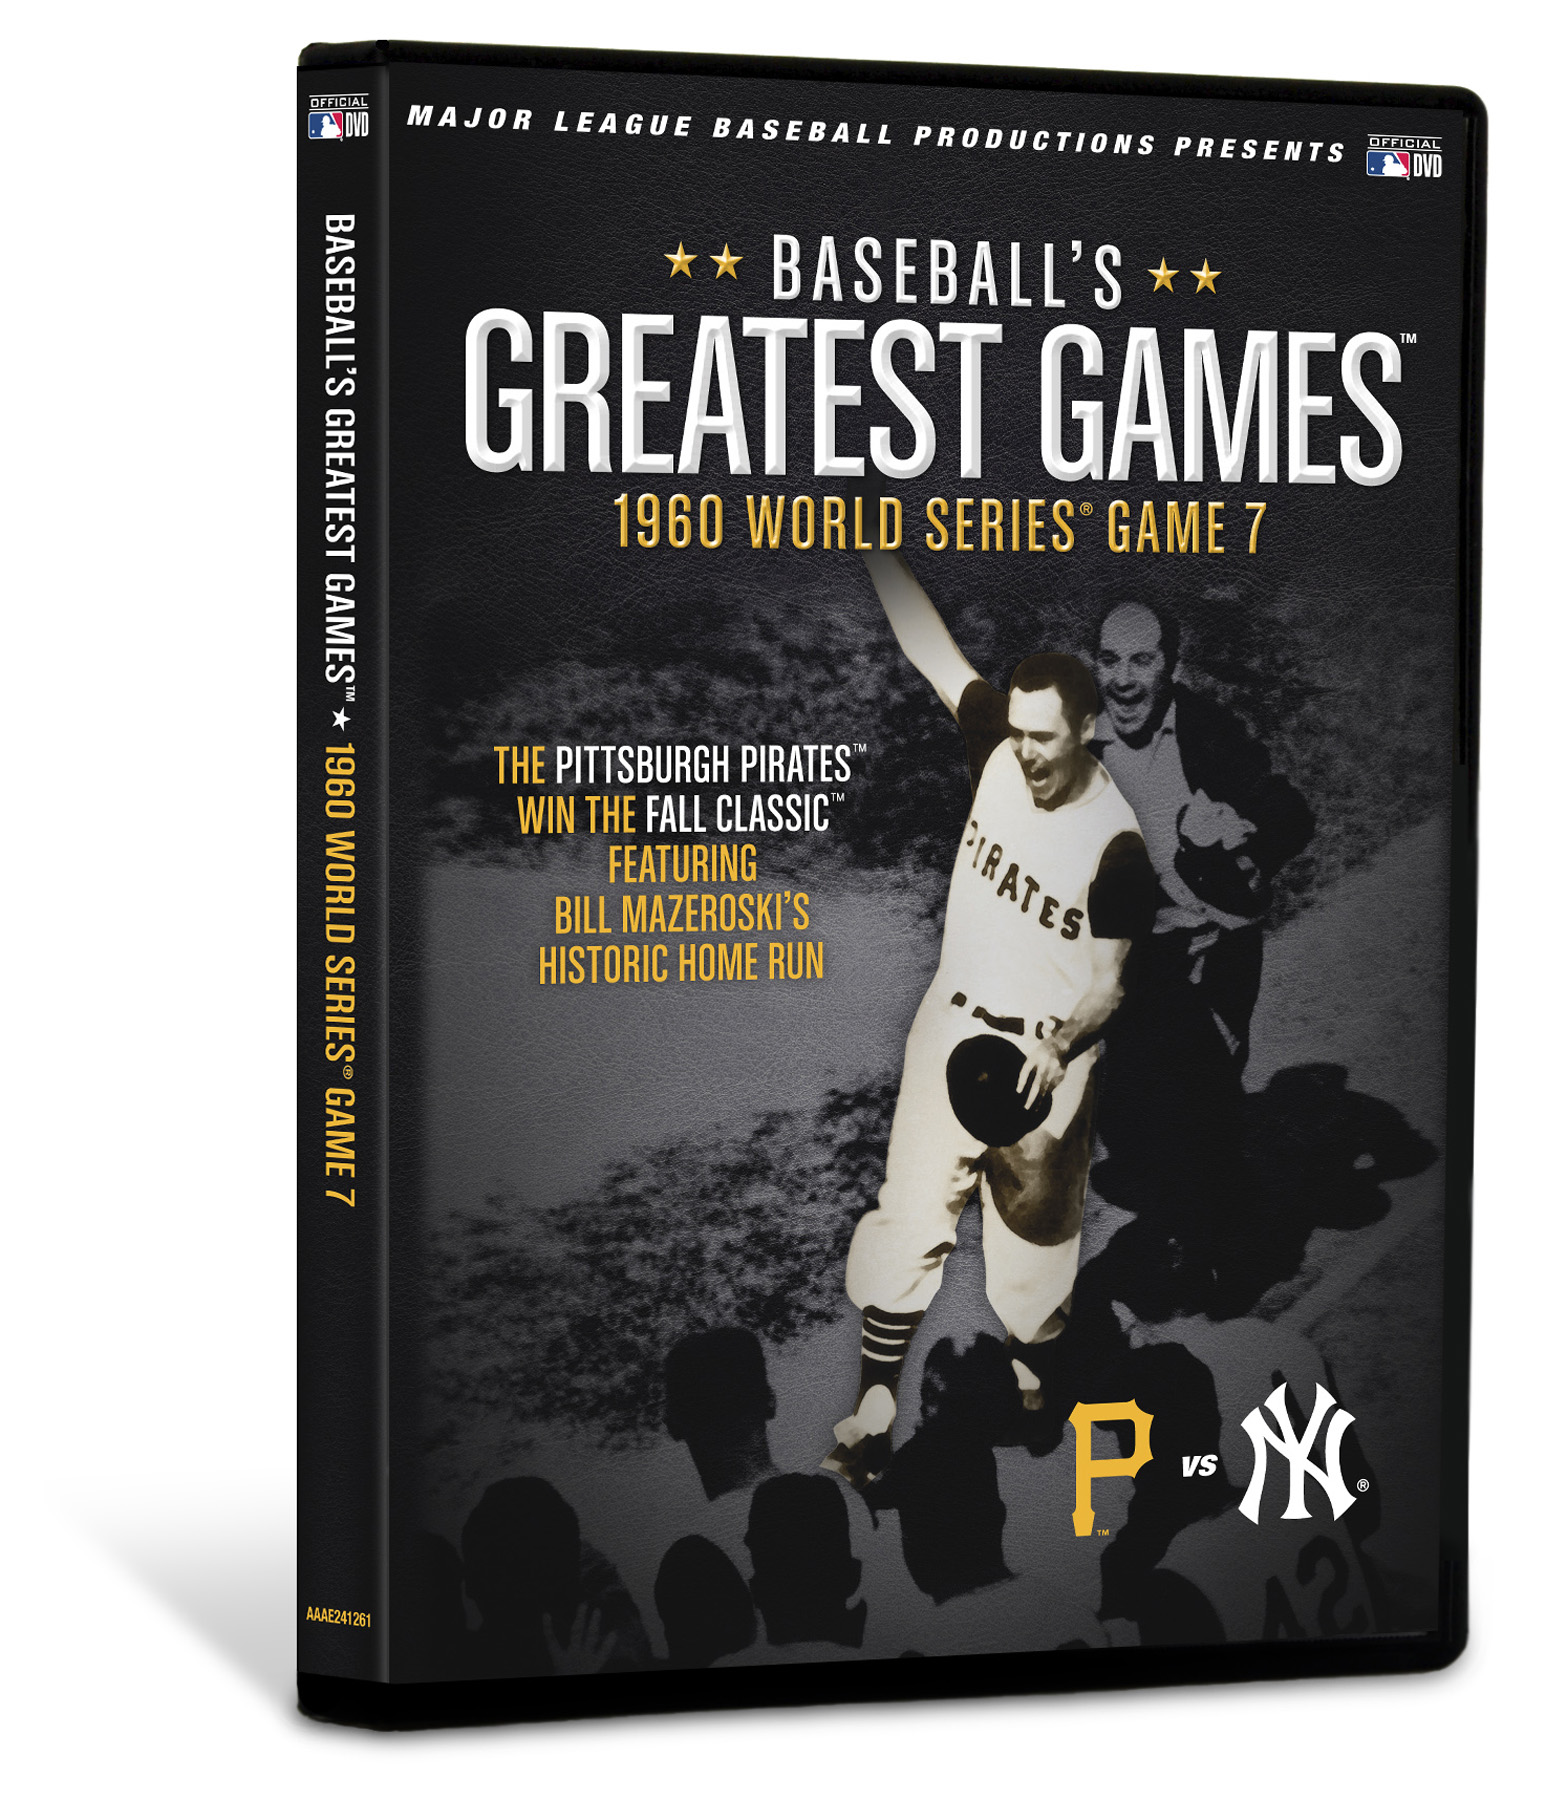 OFFICIAL
DVD
BASEBALL'S GREATEST GAMES™ ★ 1960 WORLD SERIES® GAME 7
AAAE241261
MAJOR LEAGUE BASEBALL PRODUCTIONS PRESENTS
OFFICIAL
DVD
BASEBALL'S
GREATEST GAMES™
1960 WORLD SERIES® GAME 7
THE PITTSBURGH PIRATES™
WIN THE FALL CLASSIC™
FEATURING
BILL MAZEROSKI'S
HISTORIC HOME RUN
PIRATES
P™ VS NY®